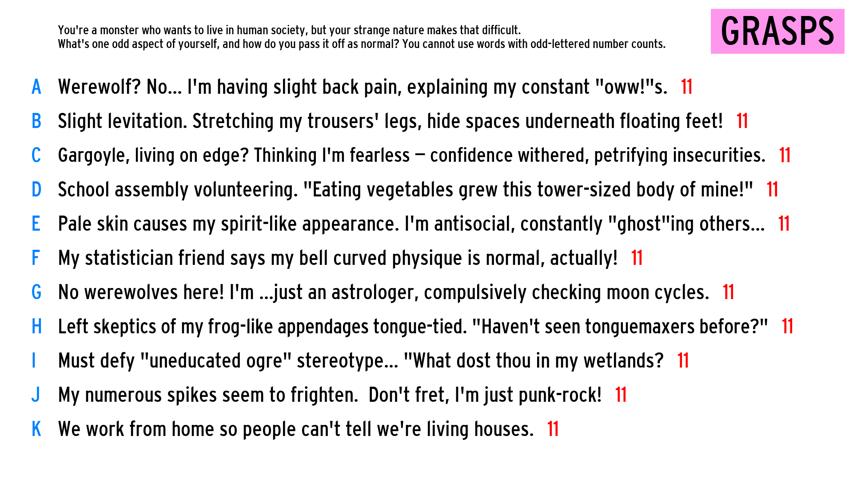 You're a monster who wants to live in human society, but your strange nature makes that difficult.
What's one odd aspect of yourself, and how do you pass it off as normal? You cannot use words with odd-lettered number counts.
GRASPS
A Werewolf? No... I'm having slight back pain, explaining my constant "oww!"s. 11
B Slight levitation. Stretching my trousers' legs, hide spaces underneath floating feet! 11
C Gargoyle, living on edge? Thinking I'm fearless – confidence withered, petrifying insecurities. 11
D School assembly volunteering. "Eating vegetables grew this tower-sized body of mine!" 11
E Pale skin causes my spirit-like appearance. I'm antisocial, constantly "ghost"ing others... 11
F My statistician friend says my bell curved physique is normal, actually! 11
G No werewolves here! I'm ...just an astrologer, compulsively checking moon cycles. 11
H Left skeptics of my frog-like appendages tongue-tied. "Haven't seen tonguemaxers before?" 11
I Must defy "uneducated ogre" stereotype... "What dost thou in my wetlands? 11
J My numerous spikes seem to frighten.  Don't fret, I'm just punk-rock! 11
K We work from home so people can't tell we're living houses. 11